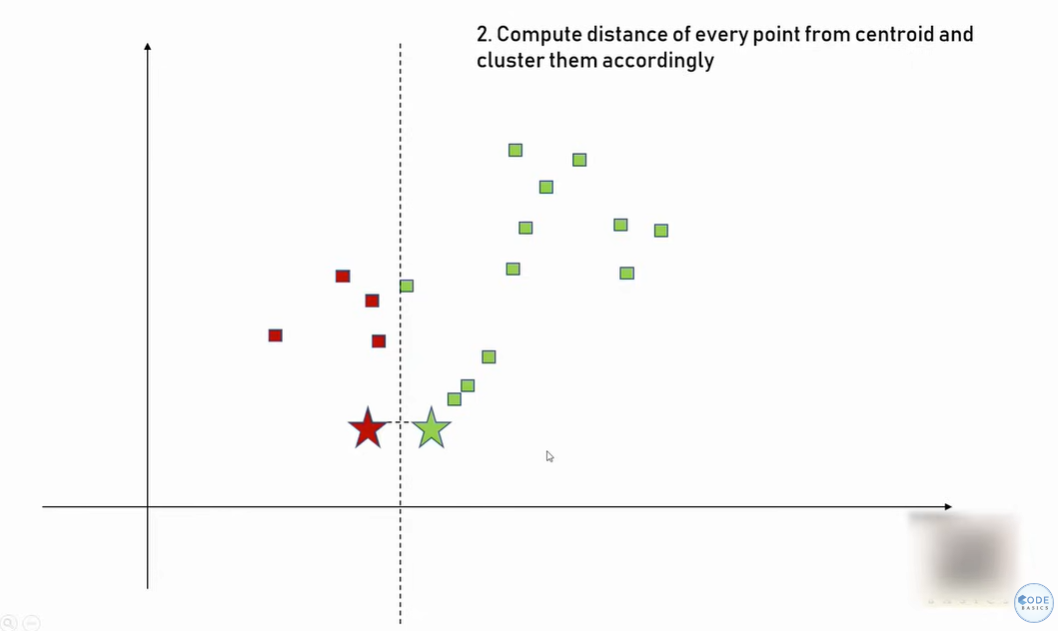 2. Compute distance of every point from centroid and
cluster them accordingly
CODE
BASICS